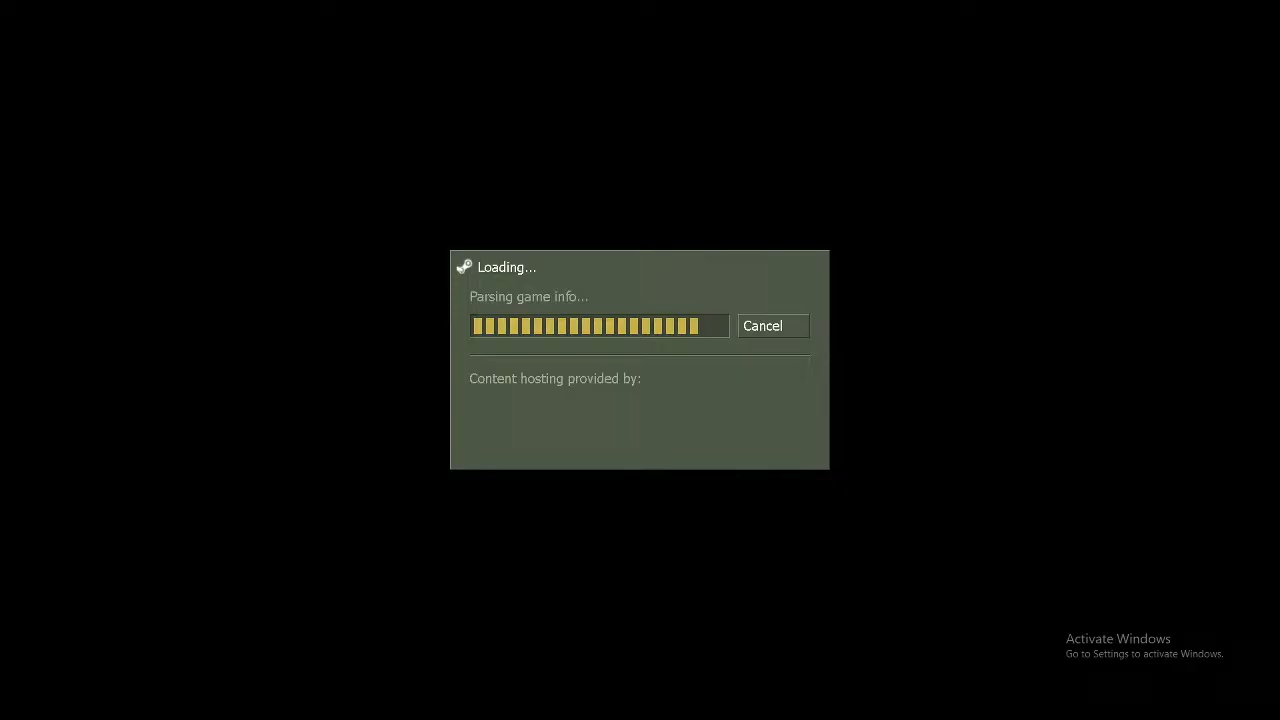 Loading...
Parsing game info...
Cancel
Content hosting provided by:
Activate Windows
Go to Settings to activate Windows.